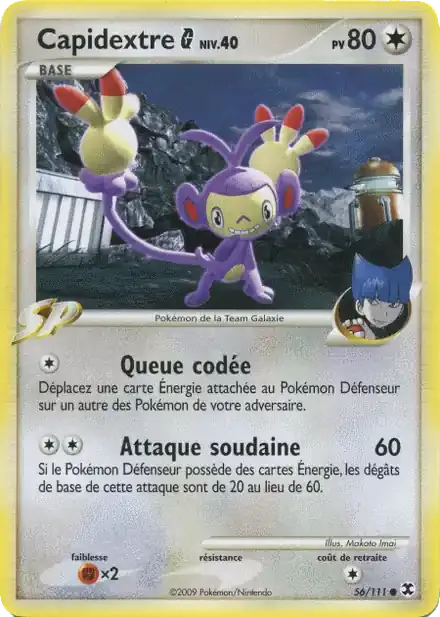 Capidextre G NIV.40 PV 80
BASE
Pokémon de la Team Galaxie
SP
Queue codée
Déplacez une carte Énergie attachée au Pokémon Défenseur
sur un autre des Pokémon de votre adversaire.
Attaque soudaine 60
Si le Pokémon Défenseur possède des cartes Énergie, les dégâts
de base de cette attaque sont de 20 au lieu de 60.
Illus. Makoto Imai
faiblesse résistance coût de retraite
×2
©2009 Pokémon/Nintendo 56/111